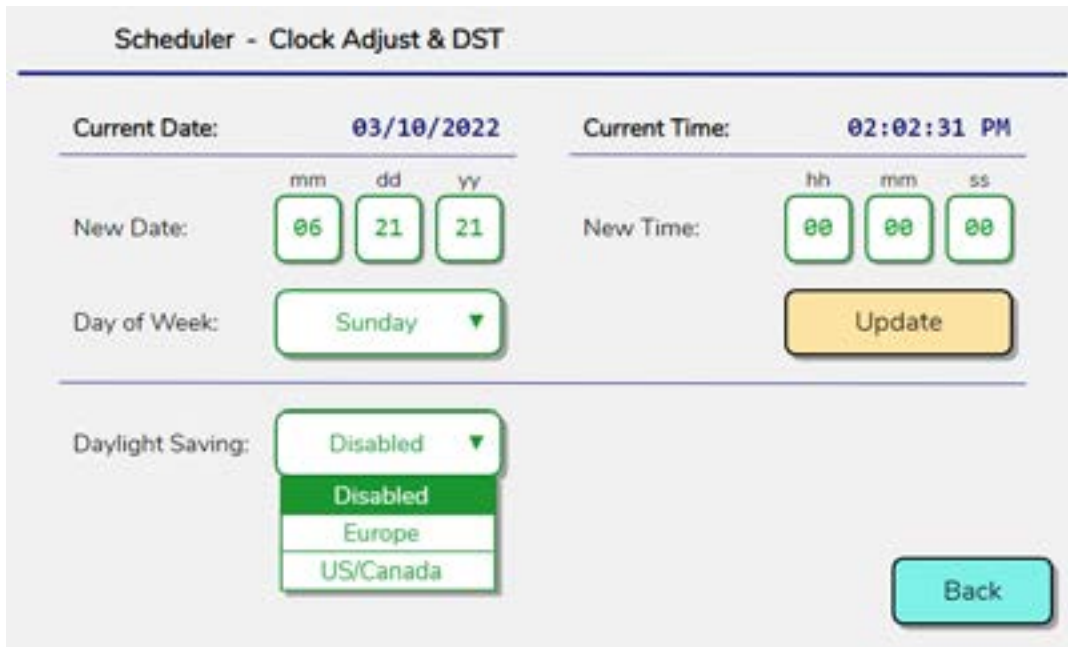 Scheduler - Clock Adjust & DST
Current Date: 03/10/2022 Current Time: 02:02:31 PM
mm dd yy hh mm ss
New Date: 06 21 21 New Time: 00 00 00
Day of Week: Sunday ▼ Update
Daylight Saving: Disabled ▼
Disabled
Europe
US/Canada
Back